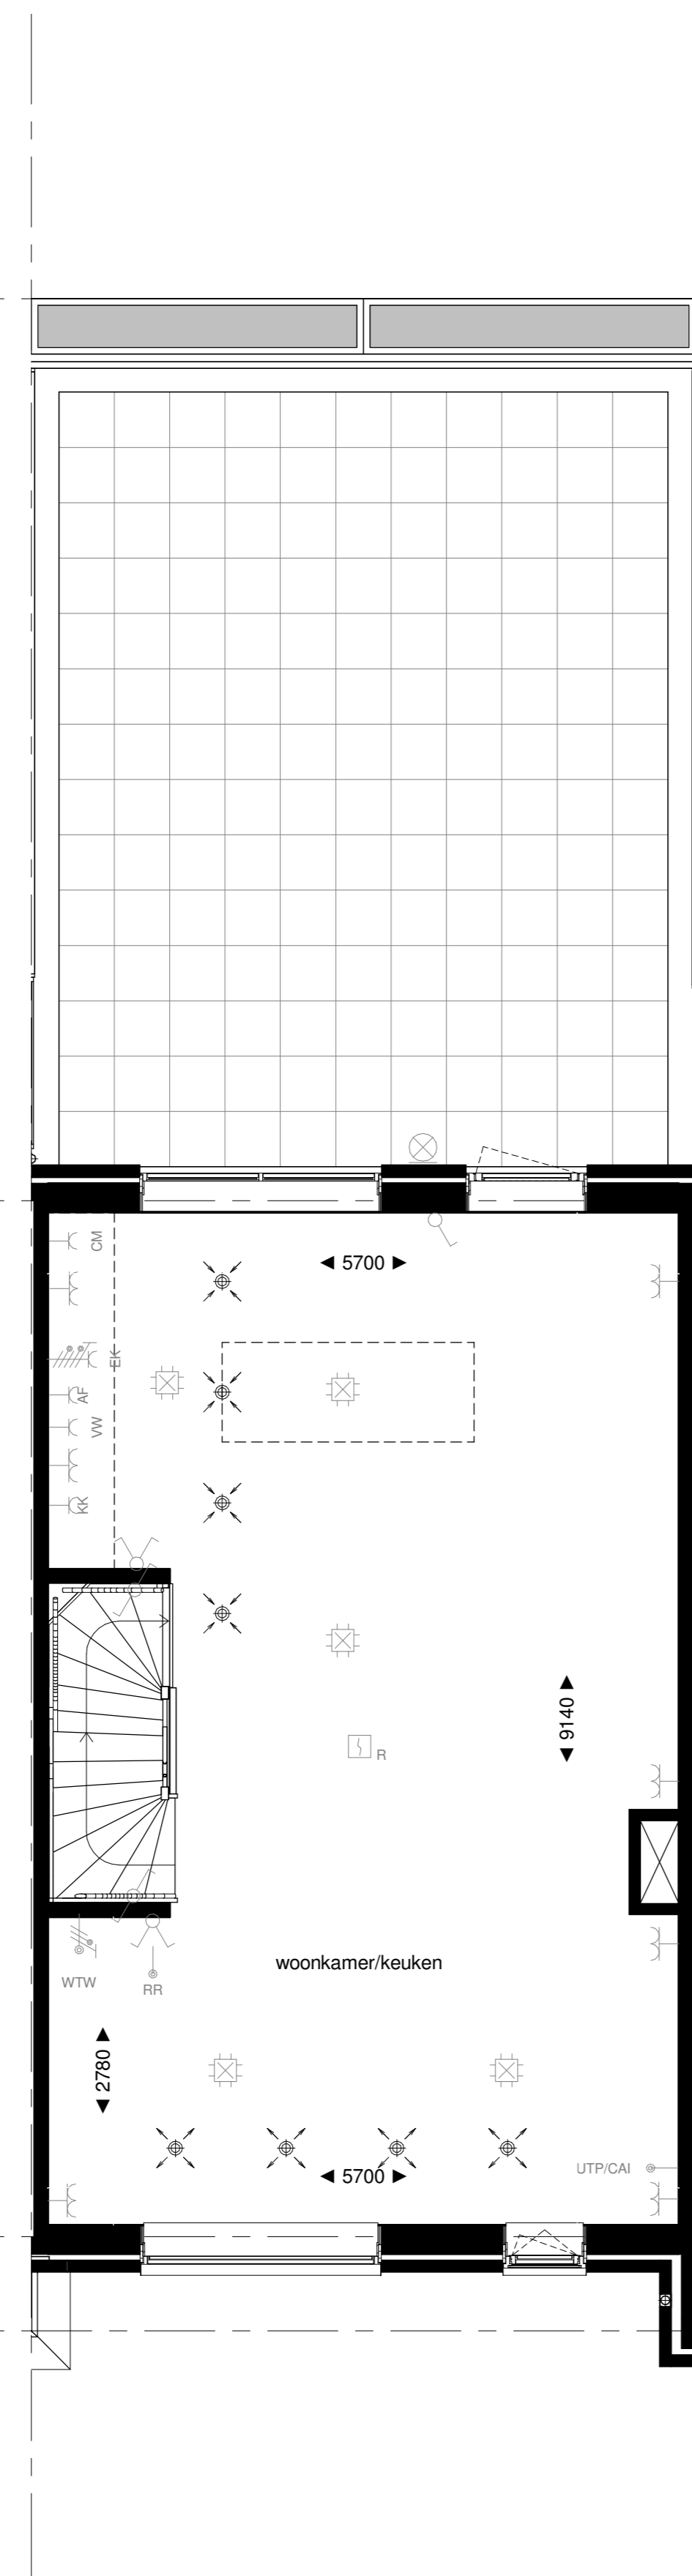 CM
5700
EK
AF
VW
KK
9140
R
woonkamer/keuken
WTW
RR
2780
5700
UTP/CAI